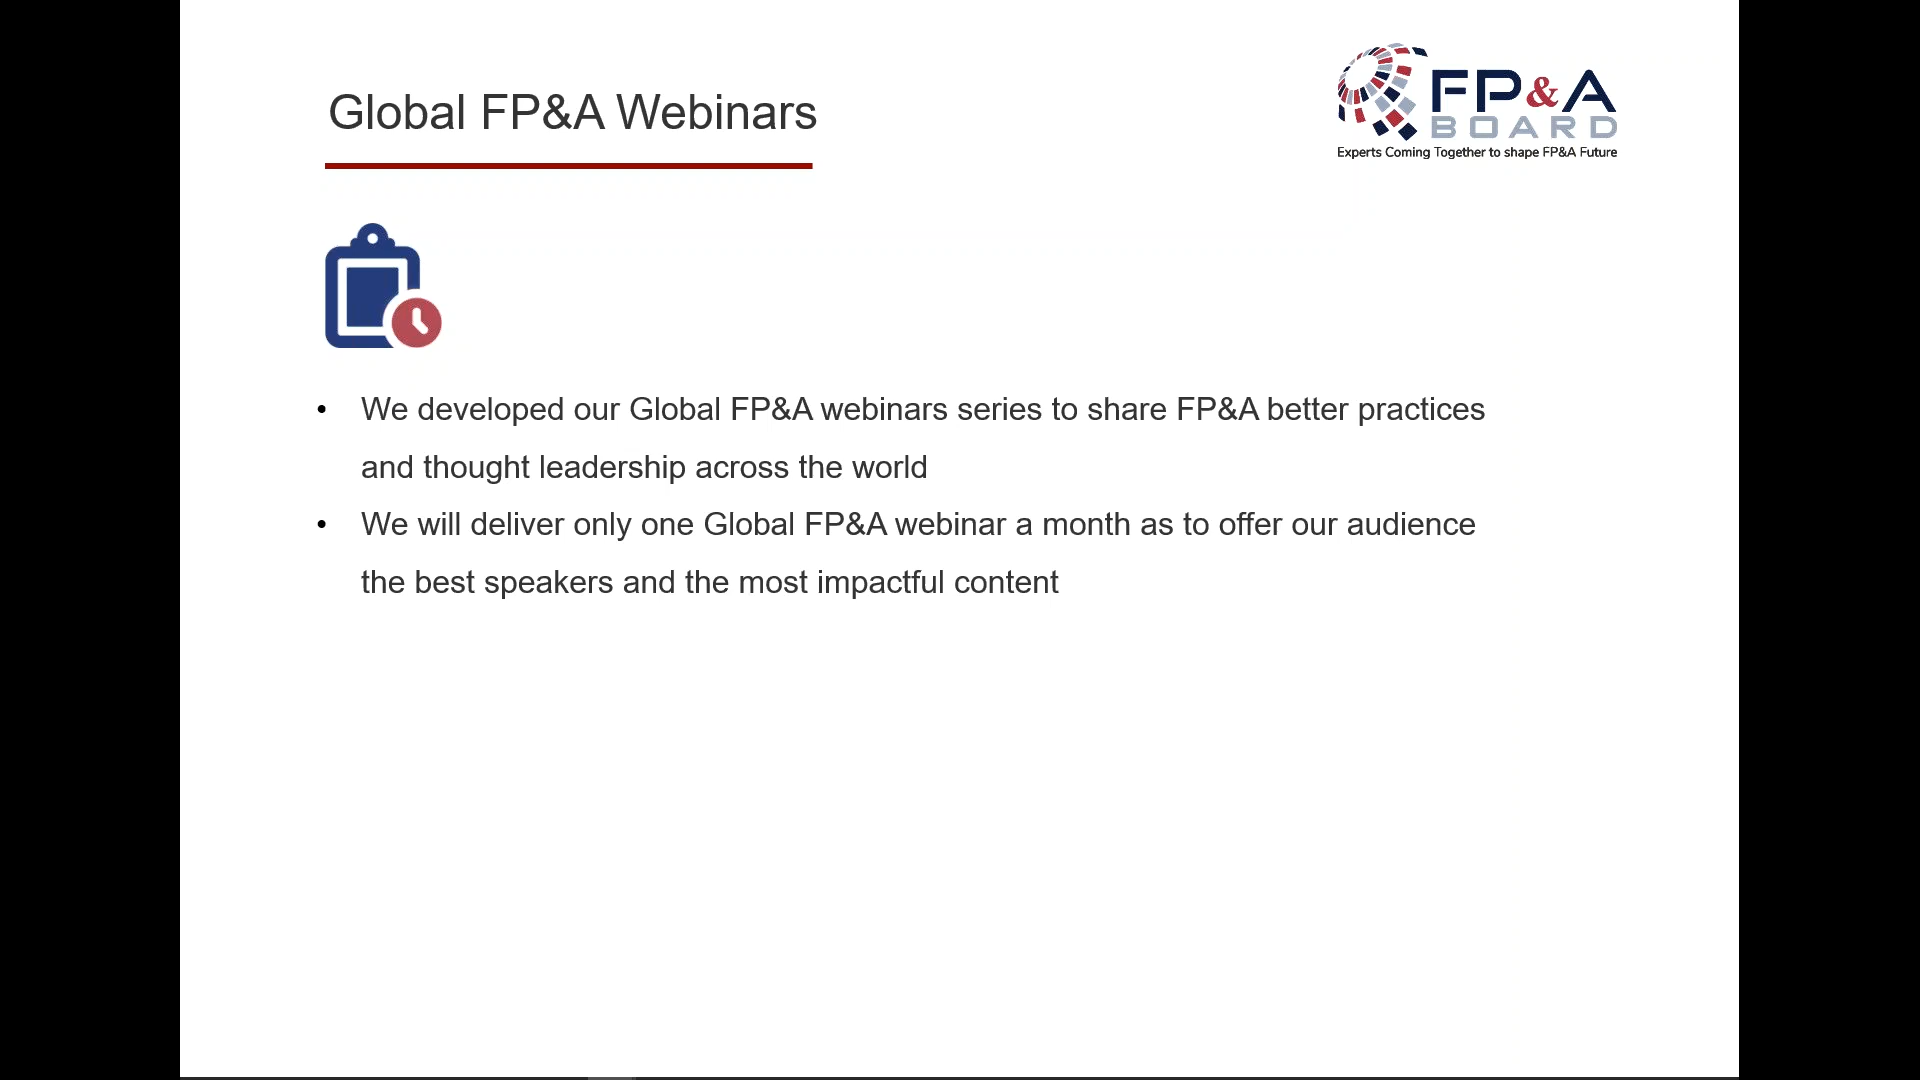 Global FP&A Webinars
FP&A
BOARD
Experts Coming Together to shape FP&A Future
• We developed our Global FP&A webinars series to share FP&A better practices
and thought leadership across the world
• We will deliver only one Global FP&A webinar a month as to offer our audience
the best speakers and the most impactful content